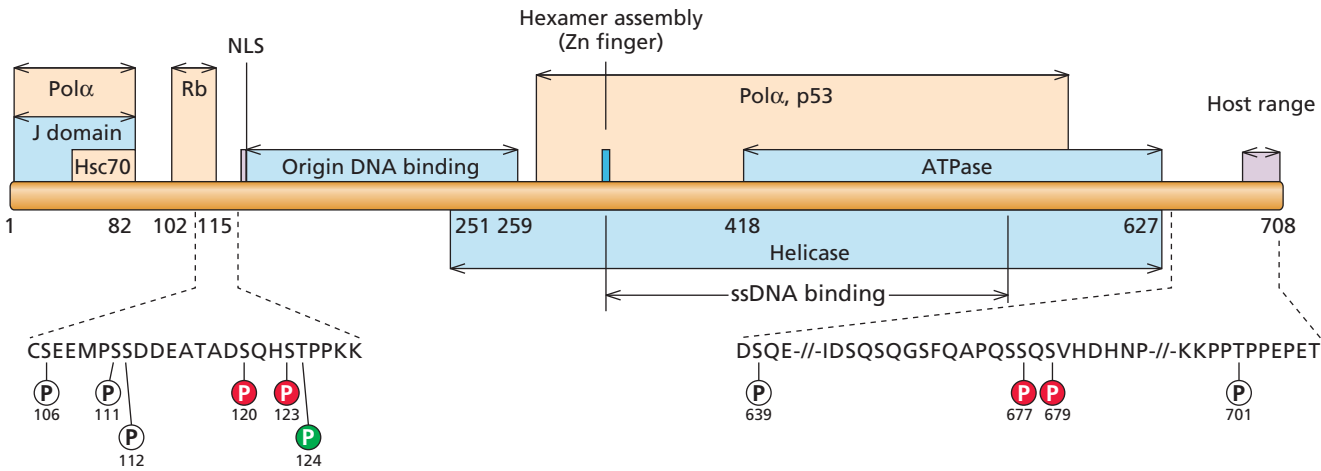 Hexamer assembly
(Zn finger)
NLS
Polα
Rb
Polα, p53
Host range
J domain
Hsc70
Origin DNA binding
ATPase
1 82 102 115 251 259 418 627 708
Helicase
ssDNA binding
CSEEMPSSDDEATADSQHSTPPKK
DSQE-//-IDSQSQGSFQAPQSSQSVHDHNP-//-KKPPTPPEPET
P P P P P P P P
106 111 120 123 639 677 679 701
P P
112 124